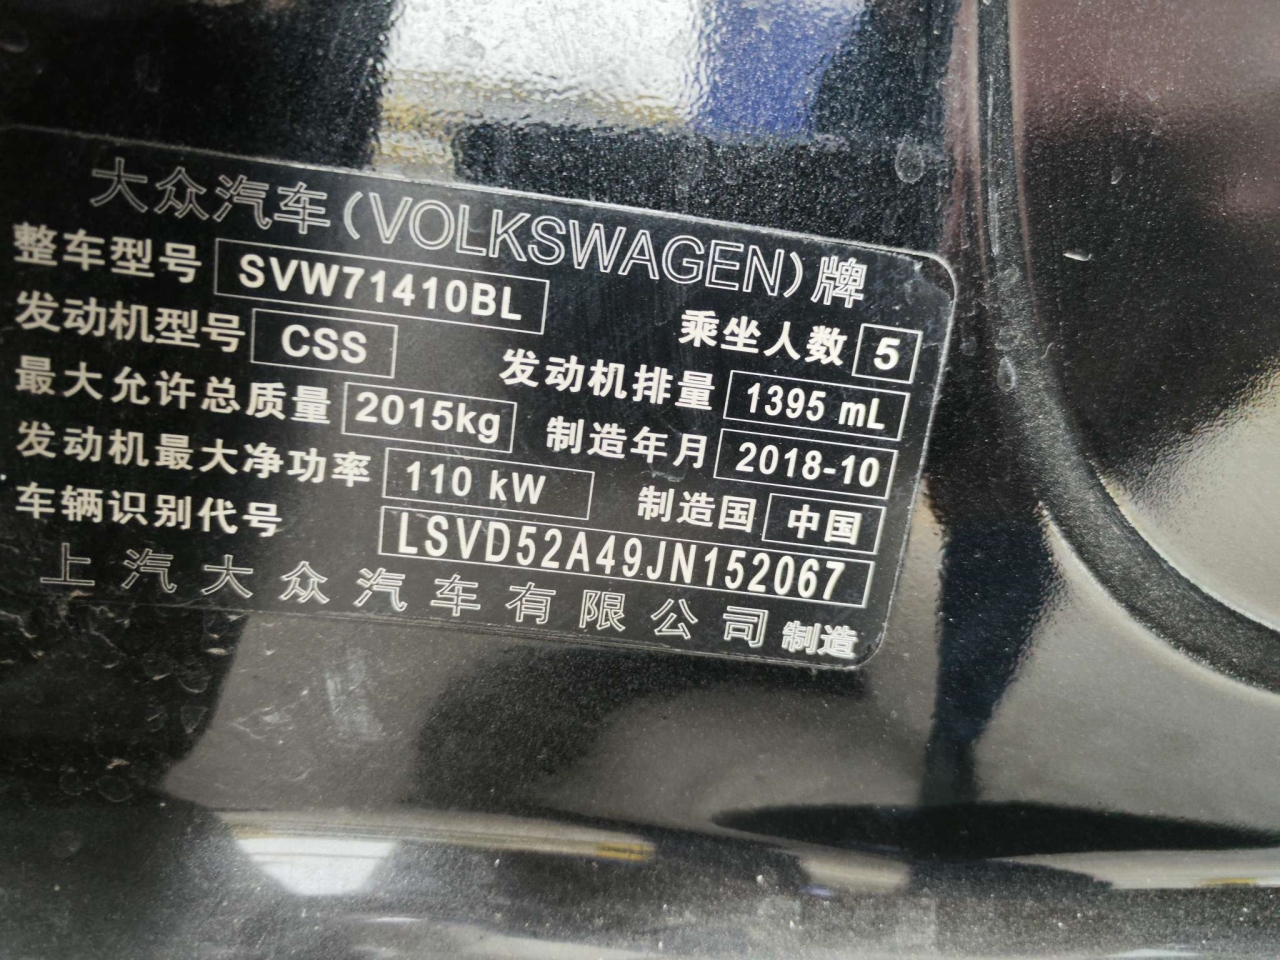 大众汽车(VOLKSWAGEN)牌
整车型号 SVW71410BL
乘坐人数 5
发动机型号 CSS
发动机排量 1395 mL
最大允许总质量 2015kg
制造年月 2018-10
发动机最大净功率 110 kW
制造国 中国
车辆识别代号 LSVD52A49JN152067
上汽大众汽车有限公司 制造